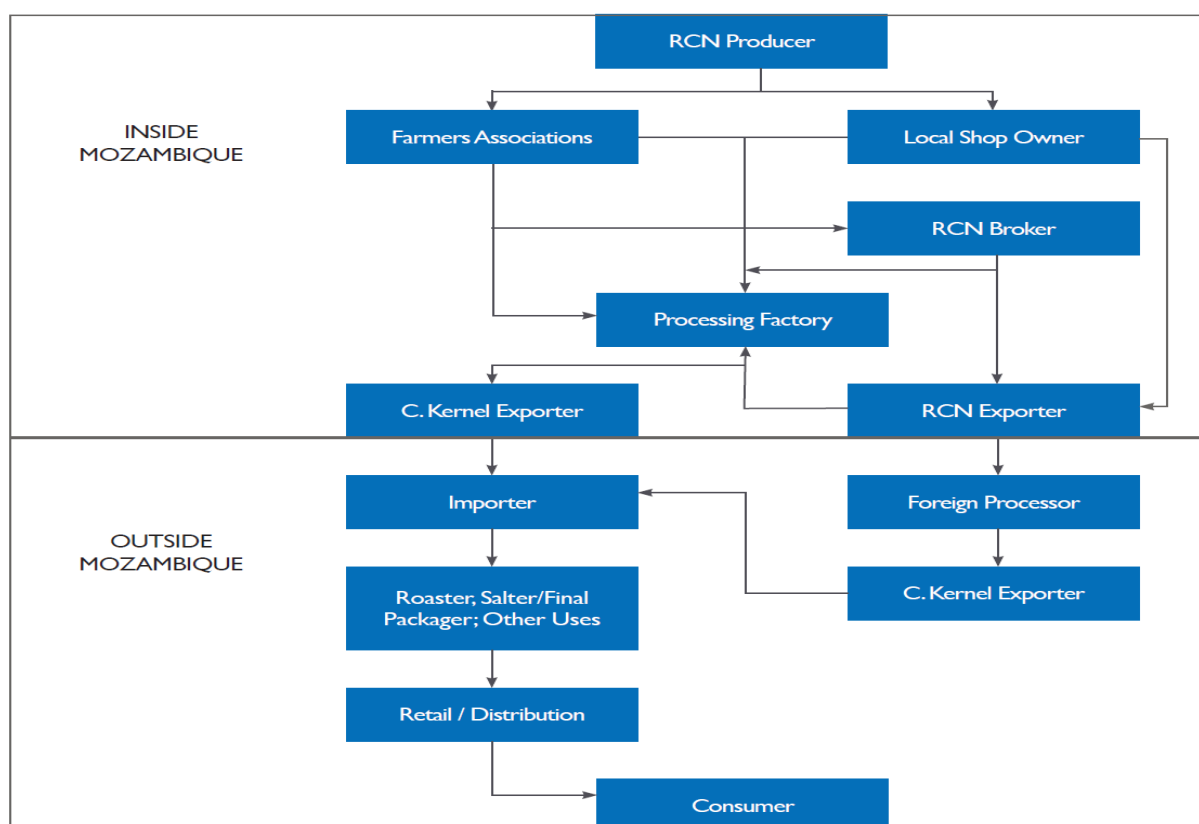 RCN Producer
INSIDE
MOZAMBIQUE
Farmers Associations
Local Shop Owner
RCN Broker
Processing Factory
C. Kernel Exporter
RCN Exporter
OUTSIDE
MOZAMBIQUE
Importer
Foreign Processor
Roaster, Salter/Final
Packager; Other Uses
C. Kernel Exporter
Retail / Distribution
Consumer